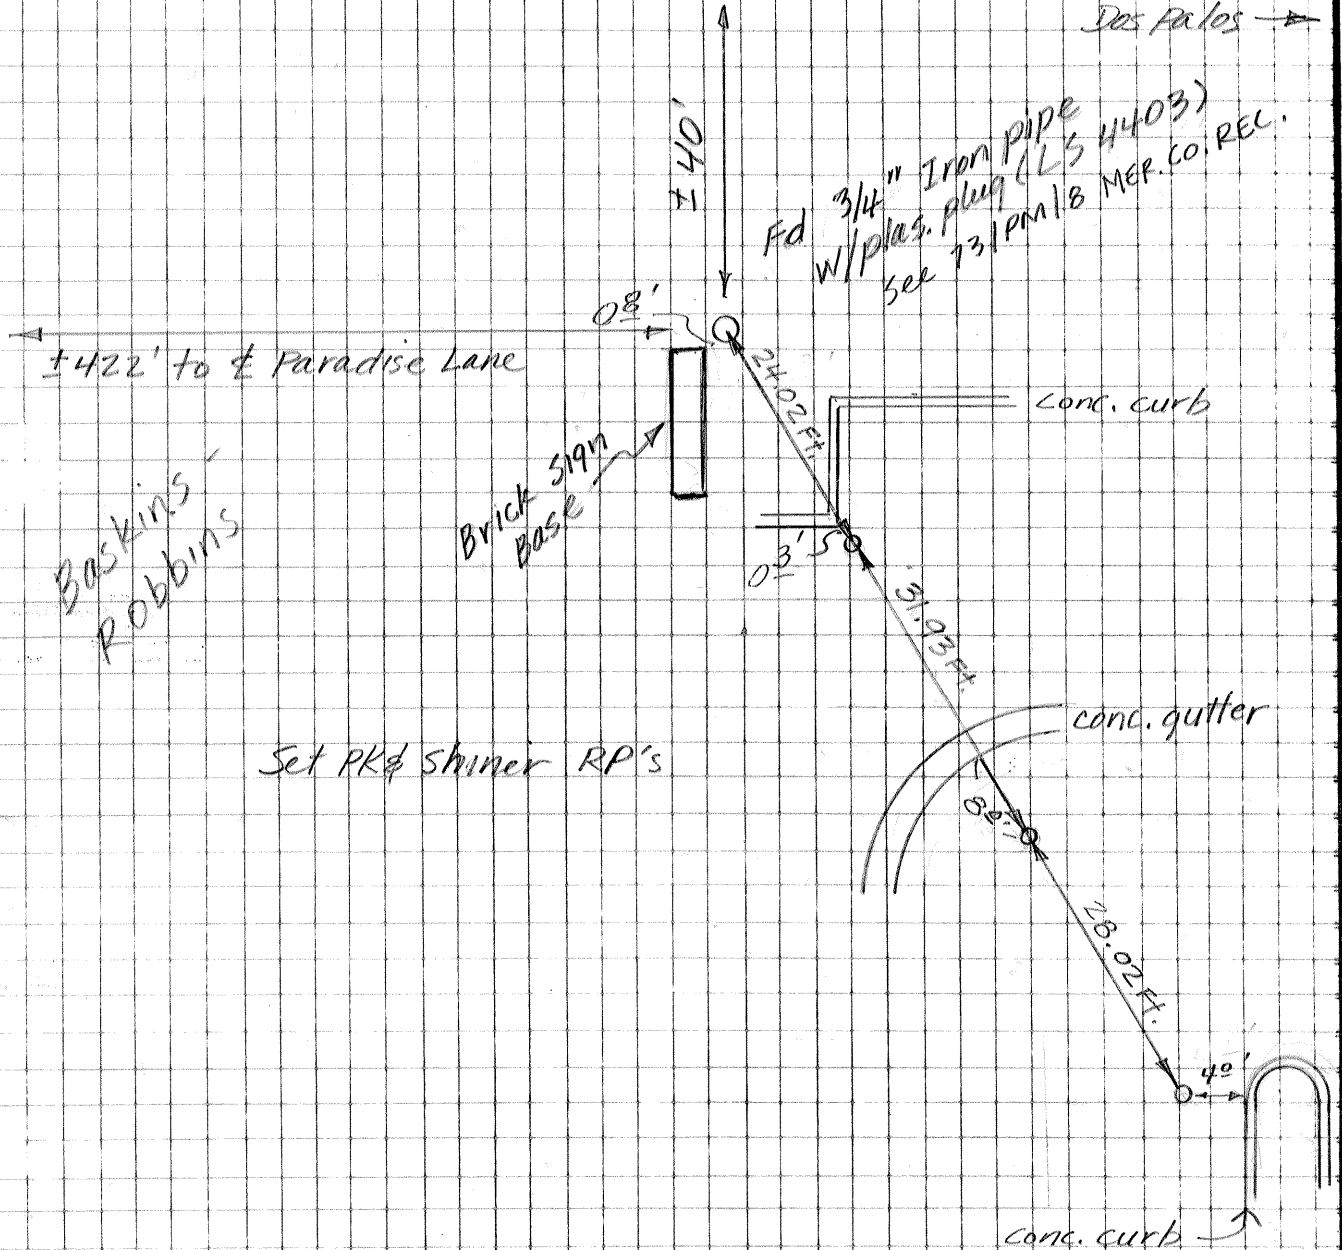 Dos Palos
±40'
Fd 3/4" Iron pipe
w/plas. plug (LS 4403)
See 73/PM/8 MER. CO. REC.
0.8'
±422' to ℄ Paradise Lane
24.02 Ft.
conc. curb
Brick Sign
Base
Baskins-
Robbins
0.3'
31.93 Ft.
conc. gutter
Set PK & Shiner RP's
28.02 Ft.
4.0'
conc. curb